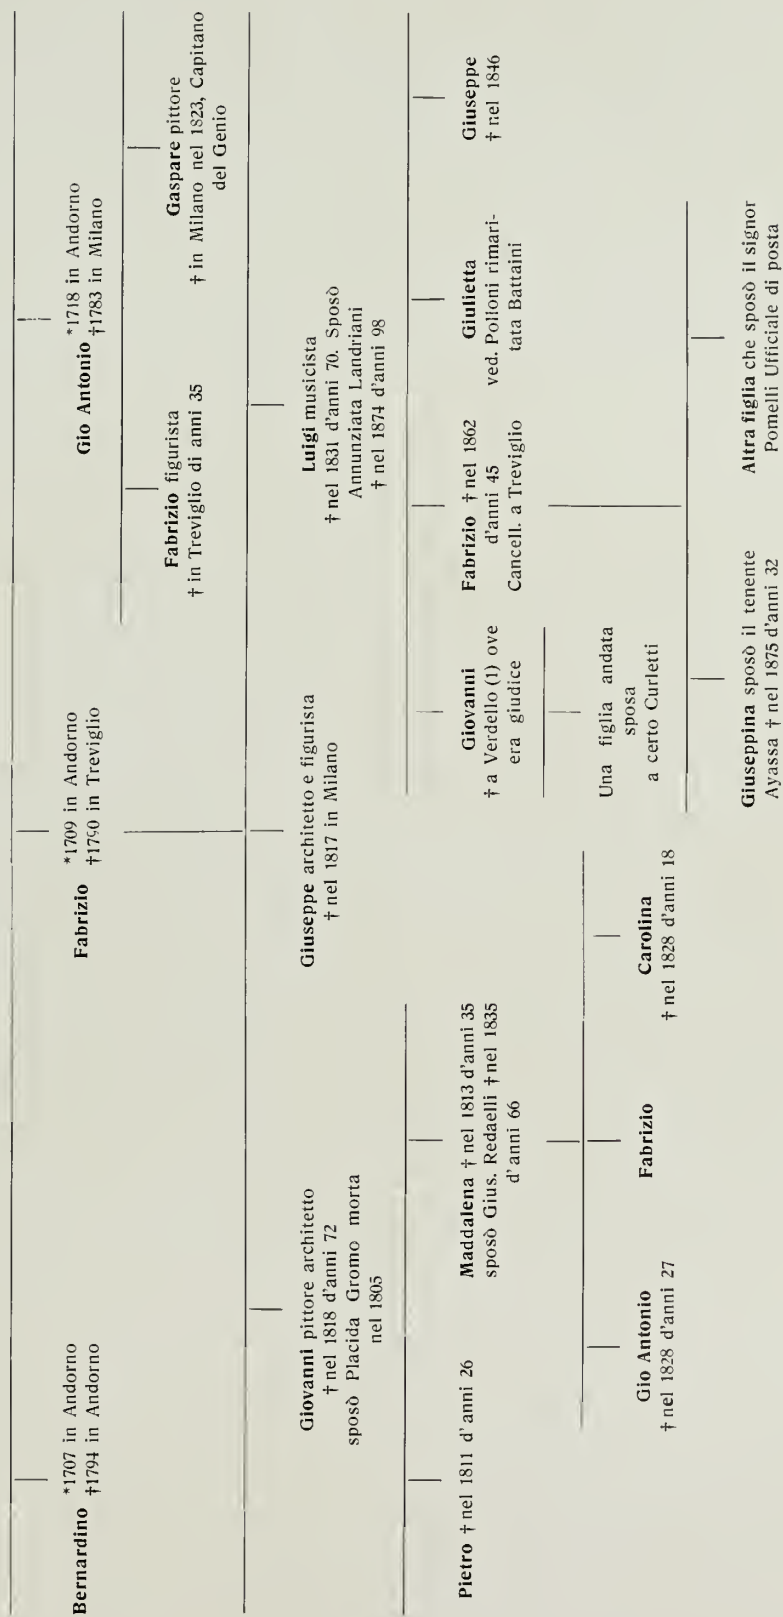 Bernardino *1707 in Andorno
†1794 in Andorno
Fabrizio *1709 in Andorno
†1790 in Treviglio
Gio Antonio *1718 in Andorno
†1783 in Milano
Fabrizio figurista
† in Treviglio di anni 35
Gaspare pittore
† in Milano nel 1823, Capitano
del Genio
Giovanni pittore architetto
† nel 1818 d'anni 72
sposò Placida Gromo morta
nel 1805
Giuseppe architetto e figurista
† nel 1817 in Milano
Luigi musicista
† nel 1831 d'anni 70. Sposò
Annunziata Landriani
† nel 1874 d'anni 98
Pietro † nel 1811 d'anni 26
Maddalena † nel 1813 d'anni 35
sposò Gius. Redaelli † nel 1835
d'anni 66
Giovanni
† a Verdello (1) ove
era giudice
Fabrizio † nel 1862
d'anni 45
Cancell. a Treviglio
Giulietta
ved. Polloni rimari-
tata Battaini
Giuseppe
† nel 1846
Gio Antonio
† nel 1828 d'anni 27
Fabrizio
Carolina
† nel 1828 d'anni 18
Una figlia andata
sposa
a certo Curletti
Giuseppina sposò il tenente
Ayassa † nel 1875 d'anni 32
Altra figlia che sposò il signor
Pomelli Ufficiale di posta